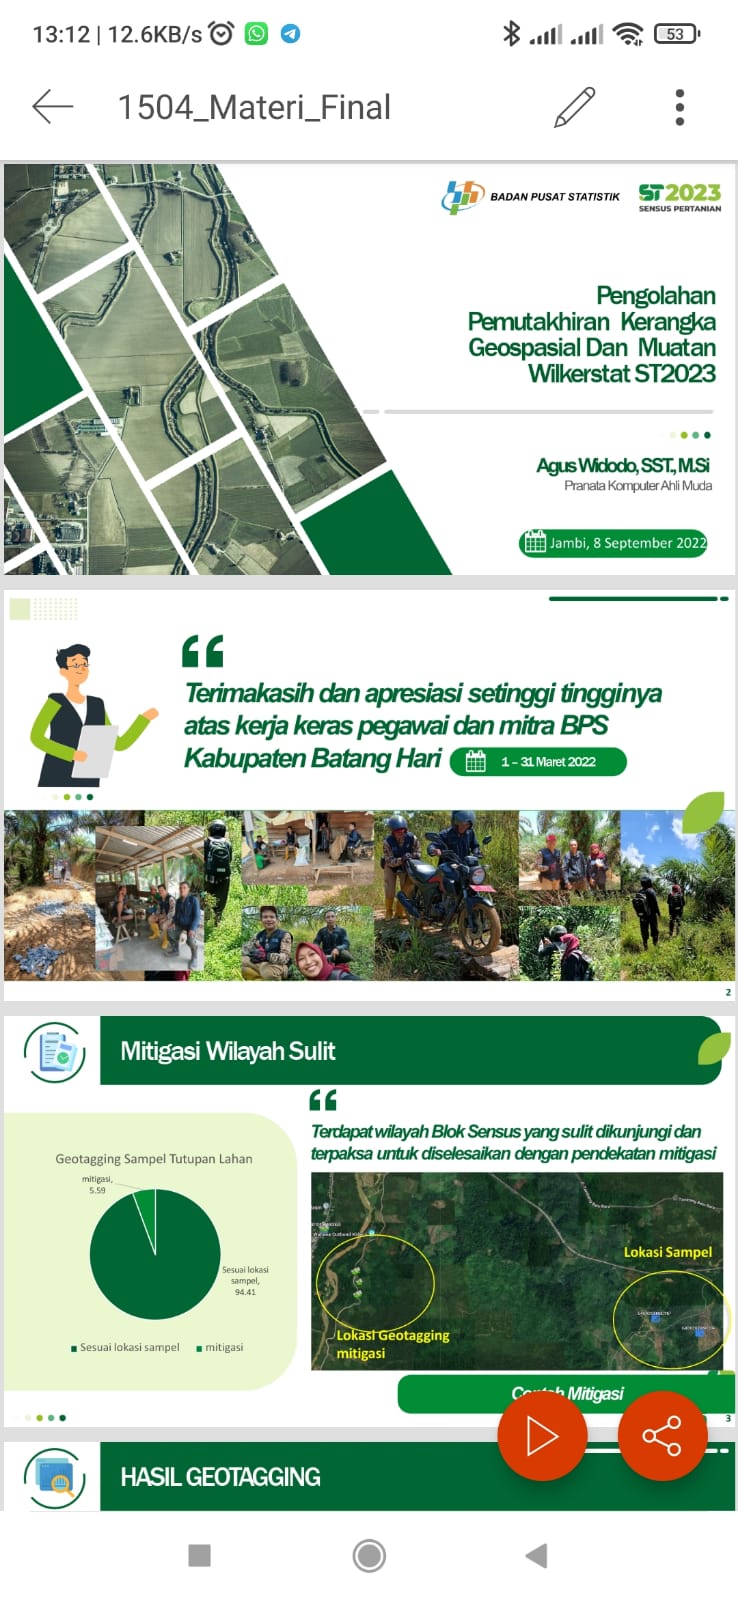 13:12 | 12.6KB/s
53
1504_Materi_Final
BADAN PUSAT STATISTIK
ST2023
SENSUS PERTANIAN
Pengolahan
Pemutakhiran Kerangka
Geospasial Dan Muatan
Wilkerstat ST2023
Agus Widodo, SST, M.Si
Pranata Komputer Ahli Muda
Jambi, 8 September 2022
Terimakasih dan apresiasi setinggi tingginya
atas kerja keras pegawai dan mitra BPS
Kabupaten Batang Hari
1 – 31 Maret 2022
2
Mitigasi Wilayah Sulit
Terdapat wilayah Blok Sensus yang sulit dikunjungi dan
terpaksa untuk diselesaikan dengan pendekatan mitigasi
Geotagging Sampel Tutupan Lahan
mitigasi,
5.59
Sesuai lokasi
sampel,
94.41
Sesuai lokasi sampel
mitigasi
Lokasi Sampel
Lokasi Geotagging
mitigasi
Contoh Mitigasi
3
HASIL GEOTAGGING